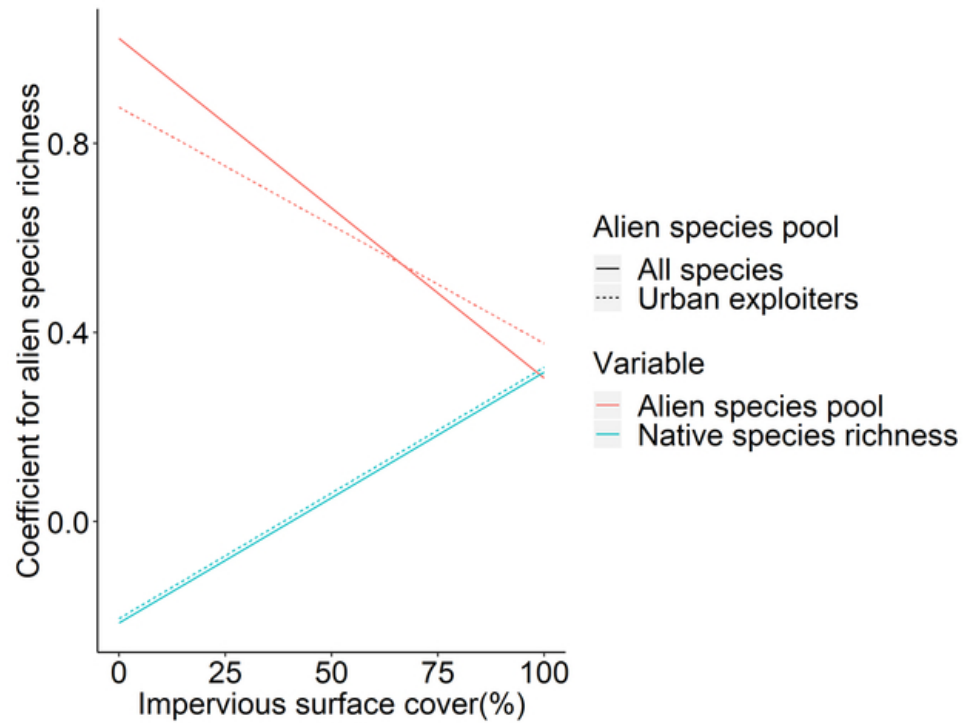 Coefficient for alien species richness
0.8
0.4
0.0
0 25 50 75 100
Impervious surface cover(%)
Alien species pool
All species
Urban exploiters
Variable
Alien species pool
Native species richness